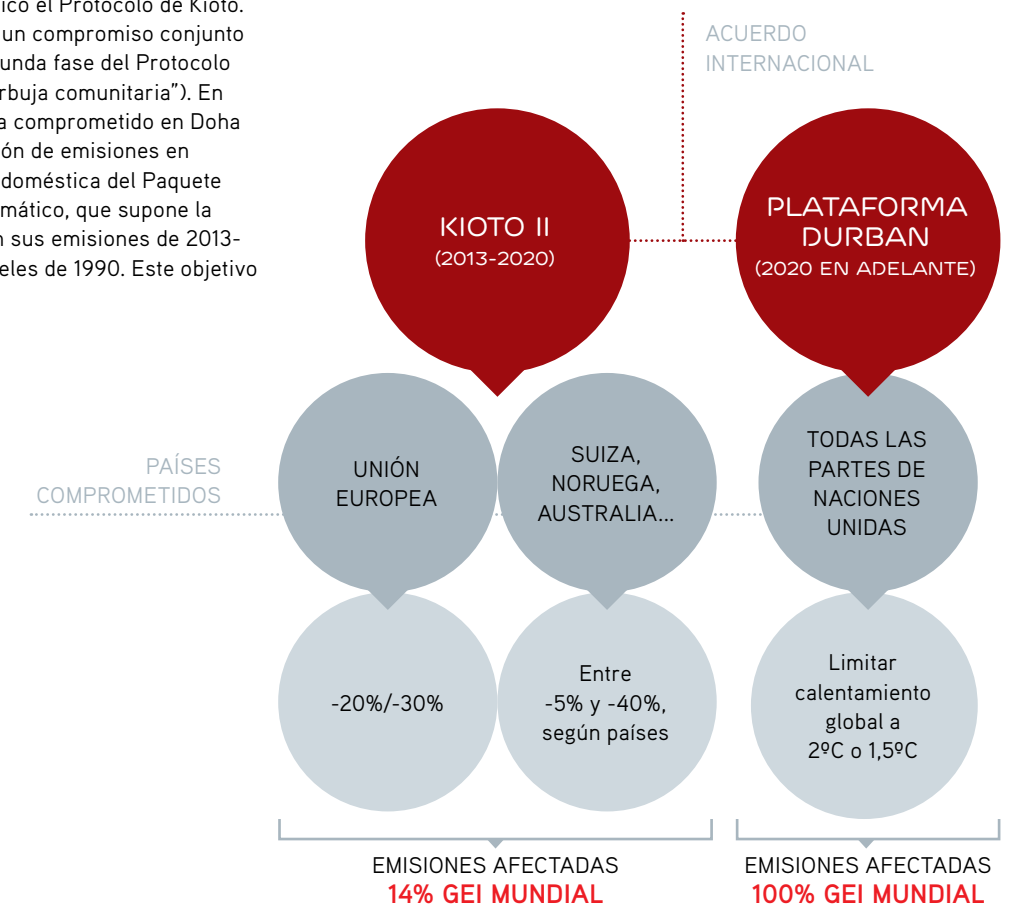 icó el Protocolo de Kioto.
un compromiso conjunto
unda fase del Protocolo
rbuja comunitaria”). En
a comprometido en Doha
ón de emisiones en
doméstica del Paquete
mático, que supone la
n sus emisiones de 2013-
eles de 1990. Este objetivo
ACUERDO
INTERNACIONAL
KIOTO II
(2013-2020)
PLATAFORMA
DURBAN
(2020 EN ADELANTE)
PAÍSES
COMPROMETIDOS
UNIÓN
EUROPEA
SUIZA,
NORUEGA,
AUSTRALIA...
TODAS LAS
PARTES DE
NACIONES
UNIDAS
-20%/-30%
Entre
-5% y -40%,
según países
Limitar
calentamiento
global a
2ºC o 1,5ºC
EMISIONES AFECTADAS
14% GEI MUNDIAL
EMISIONES AFECTADAS
100% GEI MUNDIAL